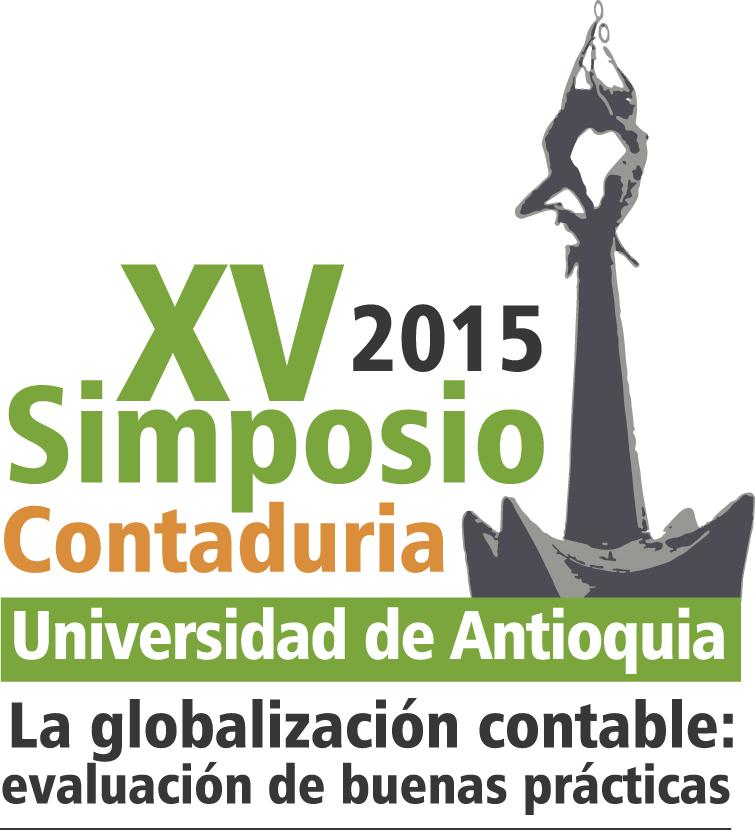 XV 2015
Simposio
Contaduria
Universidad de Antioquia
La globalización contable:
evaluación de buenas prácticas